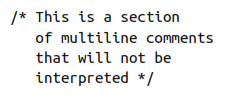 /* This is a section
of multiline comments
that will not be
interpreted */